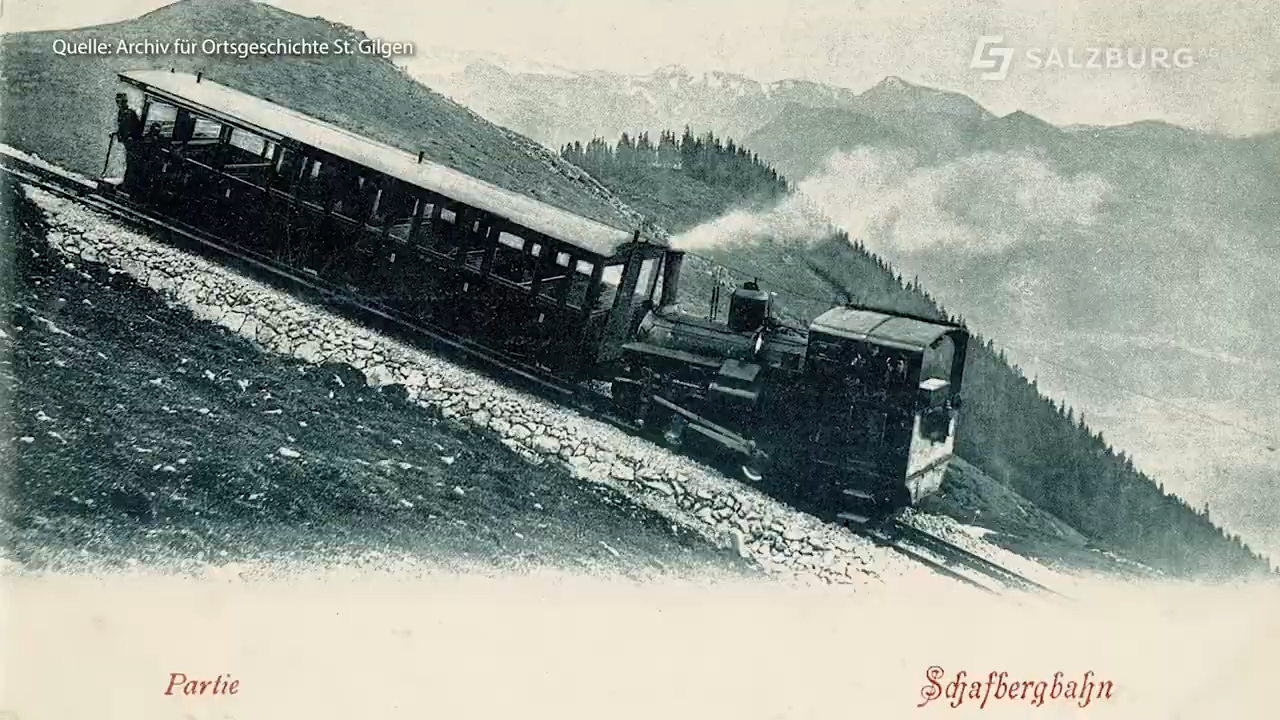 Quelle: Archiv für Ortsgeschichte St. Gilgen
SALZBURG AG
Partie
Schafbergbahn